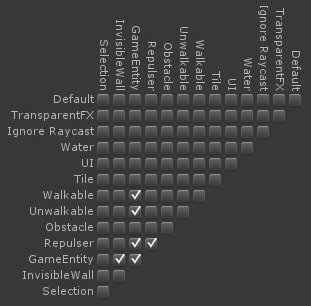 Selection
InvisibleWall
GameEntity
Repulser
Obstacle
Unwalkable
Walkable
Tile
UI
Water
Ignore Raycast
TransparentFX
Default
Default
TransparentFX
Ignore Raycast
Water
UI
Tile
Walkable
Unwalkable
Obstacle
Repulser
GameEntity
InvisibleWall
Selection